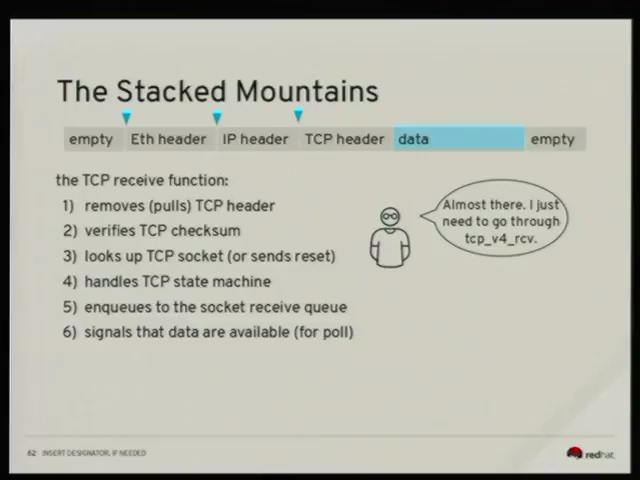 The Stacked Mountains
empty Eth header IP header TCP header data empty
the TCP receive function:
1) removes (pulls) TCP header
2) verifies TCP checksum
3) looks up TCP socket (or sends reset)
4) handles TCP state machine
5) enqueues to the socket receive queue
6) signals that data are available (for poll)
Almost there. I just
need to go through
tcp_v4_rcv.
62 INSERT DESIGNATOR, IF NEEDED
redhat.